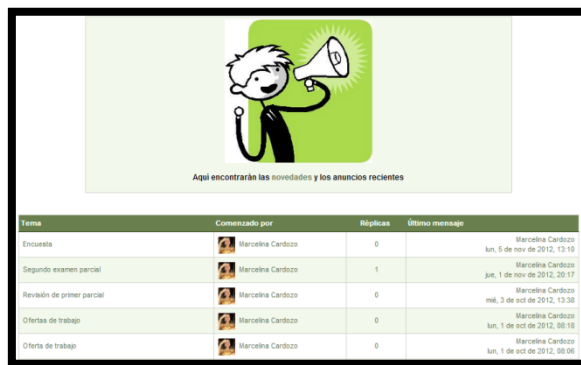 Aquí encontrarán las novedades y los anuncios recientes
Tema Comenzado por Réplicas Último mensaje
Encuesta Marcelina Cardozo 0 Marcelina Cardozo
lun, 5 de nov de 2012, 13:10
Segundo examen parcial Marcelina Cardozo 1 Marcelina Cardozo
jue, 1 de nov de 2012, 20:17
Revisión de primer parcial Marcelina Cardozo 0 Marcelina Cardozo
mié, 3 de oct de 2012, 13:38
Ofertas de trabajo Marcelina Cardozo 0 Marcelina Cardozo
lun, 1 de oct de 2012, 08:18
Oferta de trabajo Marcelina Cardozo 0 Marcelina Cardozo
lun, 1 de oct de 2012, 08:06